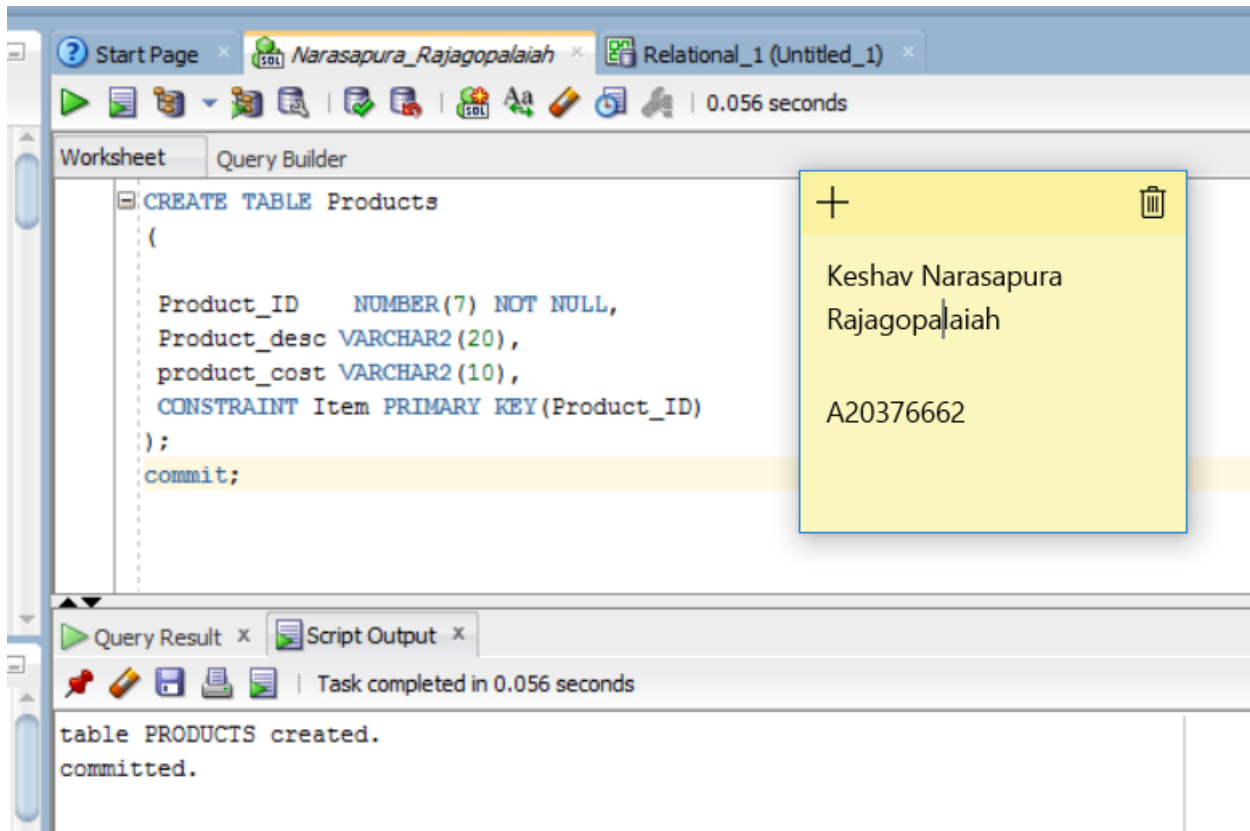 Start Page
Narasapura_Rajagopalaiah
Relational_1 (Untitled_1)
0.056 seconds
Worksheet
Query Builder
CREATE TABLE Products
(
Product_ID    NUMBER(7) NOT NULL,
Product_desc VARCHAR2(20),
product_cost VARCHAR2(10),
CONSTRAINT Item PRIMARY KEY(Product_ID)
);
commit;
Keshav Narasapura
Rajagopalaiah
A20376662
Query Result
Script Output
Task completed in 0.056 seconds
table PRODUCTS created.
committed.